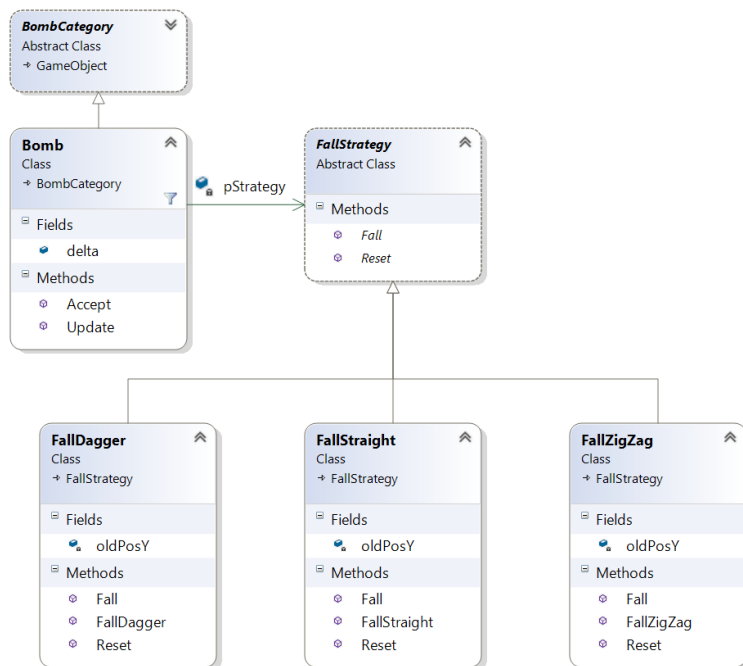 BombCategory
Abstract Class
GameObject
Bomb
Class
BombCategory
Fields
delta
Methods
Accept
Update
pStrategy
FallStrategy
Abstract Class
Methods
Fall
Reset
FallDagger
Class
FallStrategy
Fields
oldPosY
Methods
Fall
FallDagger
Reset
FallStraight
Class
FallStrategy
Fields
oldPosY
Methods
Fall
FallStraight
Reset
FallZigZag
Class
FallStrategy
Fields
oldPosY
Methods
Fall
FallZigZag
Reset